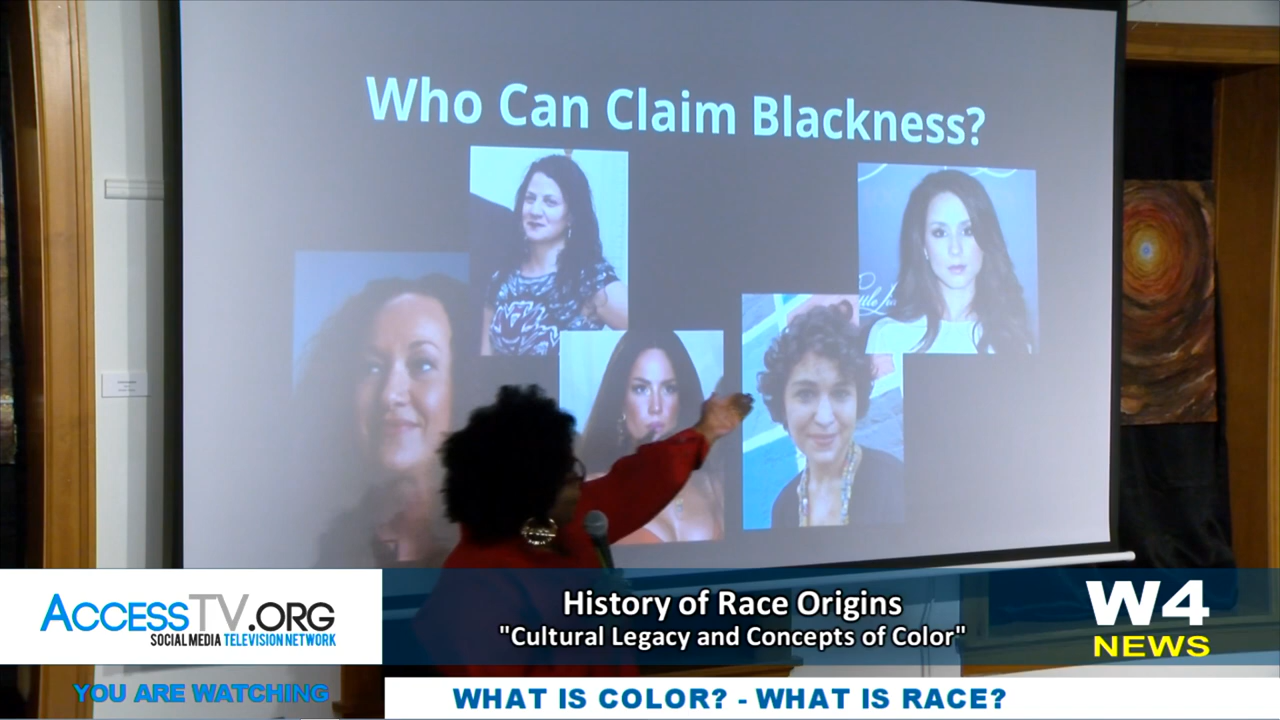 Who Can Claim Blackness?
ACCESSTV.ORG
SOCIAL MEDIA TELEVISION NETWORK
History of Race Origins
"Cultural Legacy and Concepts of Color"
W4
NEWS
YOU ARE WATCHING
WHAT IS COLOR? - WHAT IS RACE?